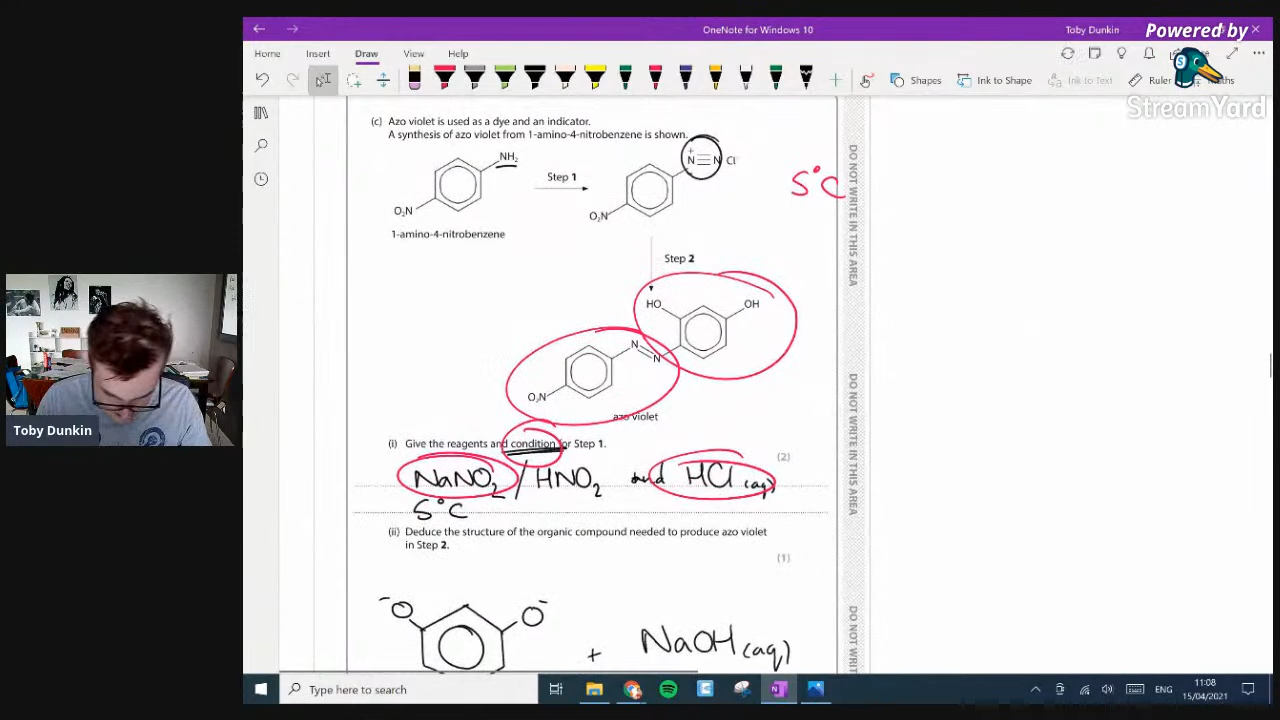 OneNote for Windows 10
Toby Dunkin
Powered by
StreamYard
Home Insert Draw View Help
Shapes Ink to Shape Ink to Text Ruler Maths
(c) Azo violet is used as a dye and an indicator.
A synthesis of azo violet from 1-amino-4-nitrobenzene is shown.
NH₂
O₂N
1-amino-4-nitrobenzene
Step 1
+
N≡N Cl⁻
O₂N
5°C
Step 2
HO OH
N
N
O₂N
azo violet
(i) Give the reagents and condition for Step 1.
(2)
NaNO₂ / HNO₂ and HCl (aq)
5°C
(ii) Deduce the structure of the organic compound needed to produce azo violet
in Step 2.
(1)
⁻O O⁻
+ NaOH (aq)
DO NOT WRITE IN THIS AREA
DO NOT WRITE IN THIS AREA
DO NOT WRIT
Toby Dunkin
Type here to search
ENG
11:08
15/04/2021